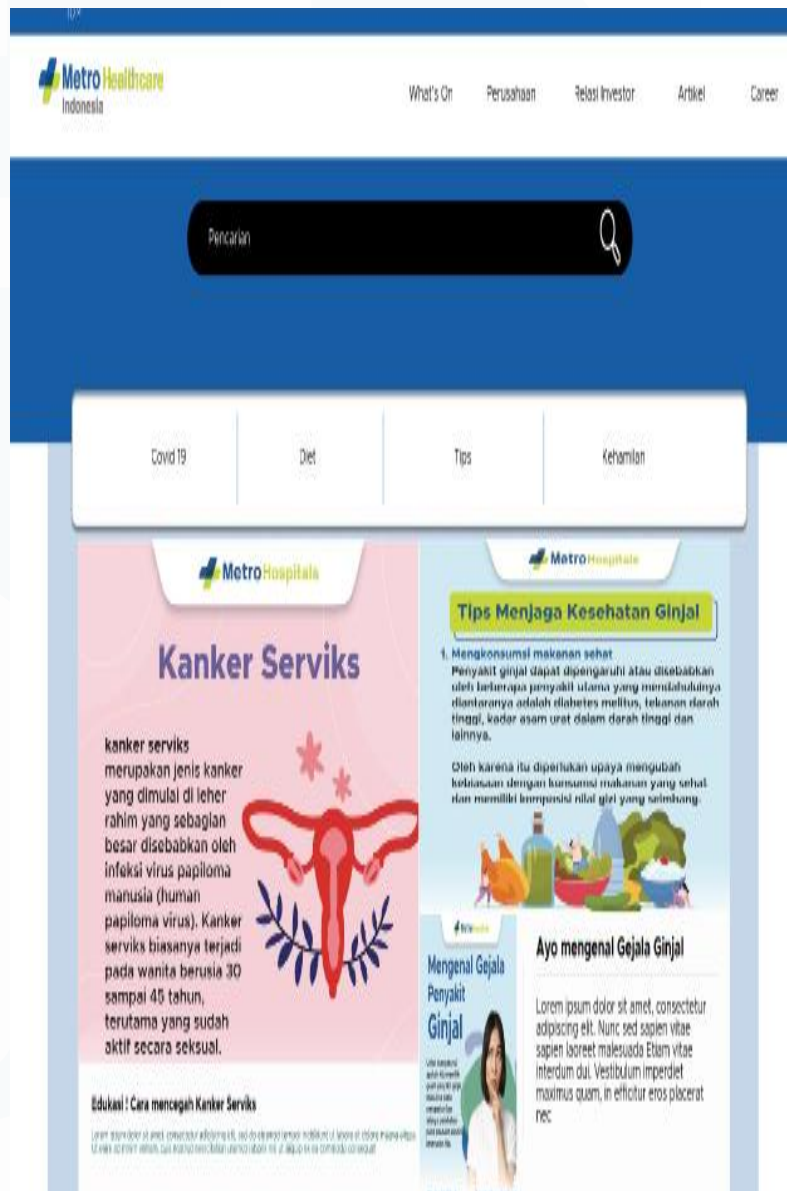 Metro Healthcare
Indonesia
What's On
Perusahaan
Relasi Investor
Artikel
Career
Pencarian
Covid 19
Diet
Tips
Kehamilan
Metro Hospitals
Kanker Serviks
kanker serviks
merupakan jenis kanker
yang dimulai di leher
rahim yang sebagian
besar disebabkan oleh
infeksi virus papiloma
manusia (human
papiloma virus). Kanker
serviks biasanya terjadi
pada wanita berusia 30
sampai 45 tahun,
terutama yang sudah
aktif secara seksual.
Edukasi ! Cara mencegah Kanker Serviks
Metro Hospitals
Tips Menjaga Kesehatan Ginjal
1. Mengkonsumsi makanan sehat
Penyakit ginjal dapat dipengaruhi atau disebabkan
oleh beberapa penyakit utama yang mendahuluinya
diantaranya adalah diabetes melitus, tekanan darah
tinggi, kadar asam urat dalam darah tinggi dan
lainnya.
Oleh karena itu diperlukan upaya mengubah
kebiasaan dengan konsumsi makanan yang sehat
dan memiliki komposisi nilai gizi yang seimbang.
Mengenal Gejala
Penyakit
Ginjal
Ayo mengenal Gejala Ginjal
Lorem ipsum dolor sit amet, consectetur
adipiscing elit. Nunc sed sapien vitae
sapien laoreet malesuada Etiam vitae
interdum dui. Vestibulum imperdiet
maximus quam, in efficitur eros placerat
nec